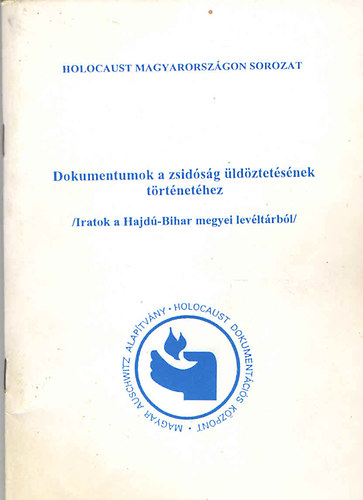 HOLOCAUST MAGYARORSZÁGON SOROZAT
Dokumentumok a zsidóság üldöztetésének
történetéhez
/Iratok a Hajdú-Bihar megyei levéltárból/
MAGYAR AUSCHWITZ ALAPÍTVÁNY · HOLOCAUST DOKUMENTÁCIÓS KÖZPONT ·